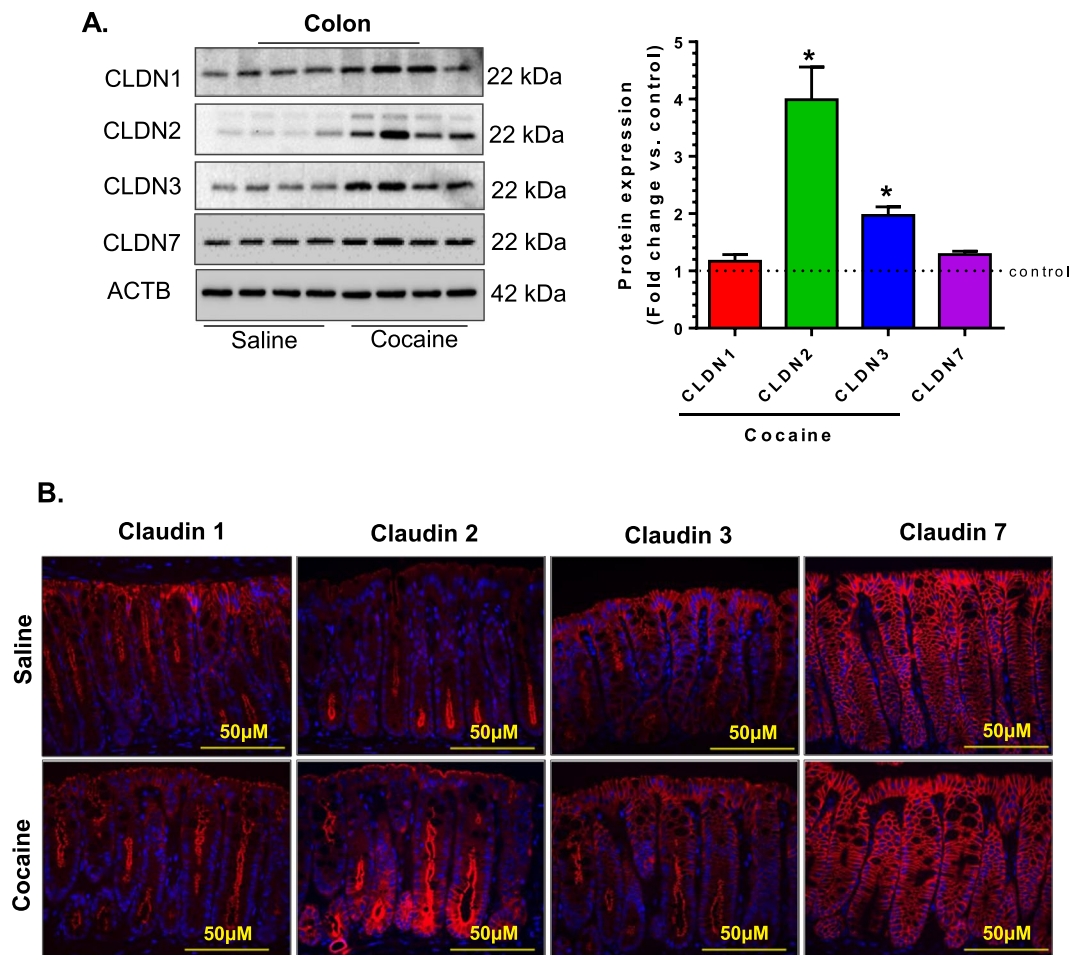 A.
Colon
CLDN1
22 kDa
CLDN2
22 kDa
CLDN3
22 kDa
CLDN7
22 kDa
ACTB
42 kDa
Saline Cocaine
Protein expression
(Fold change vs. control)
5
4
3
2
1
0
*
*
control
CLDN1
CLDN2
CLDN3
CLDN7
Cocaine
B.
Claudin 1 Claudin 2 Claudin 3 Claudin 7
Saline
50µM 50µM 50µM 50µM
Cocaine
50µM 50µM 50µM 50µM